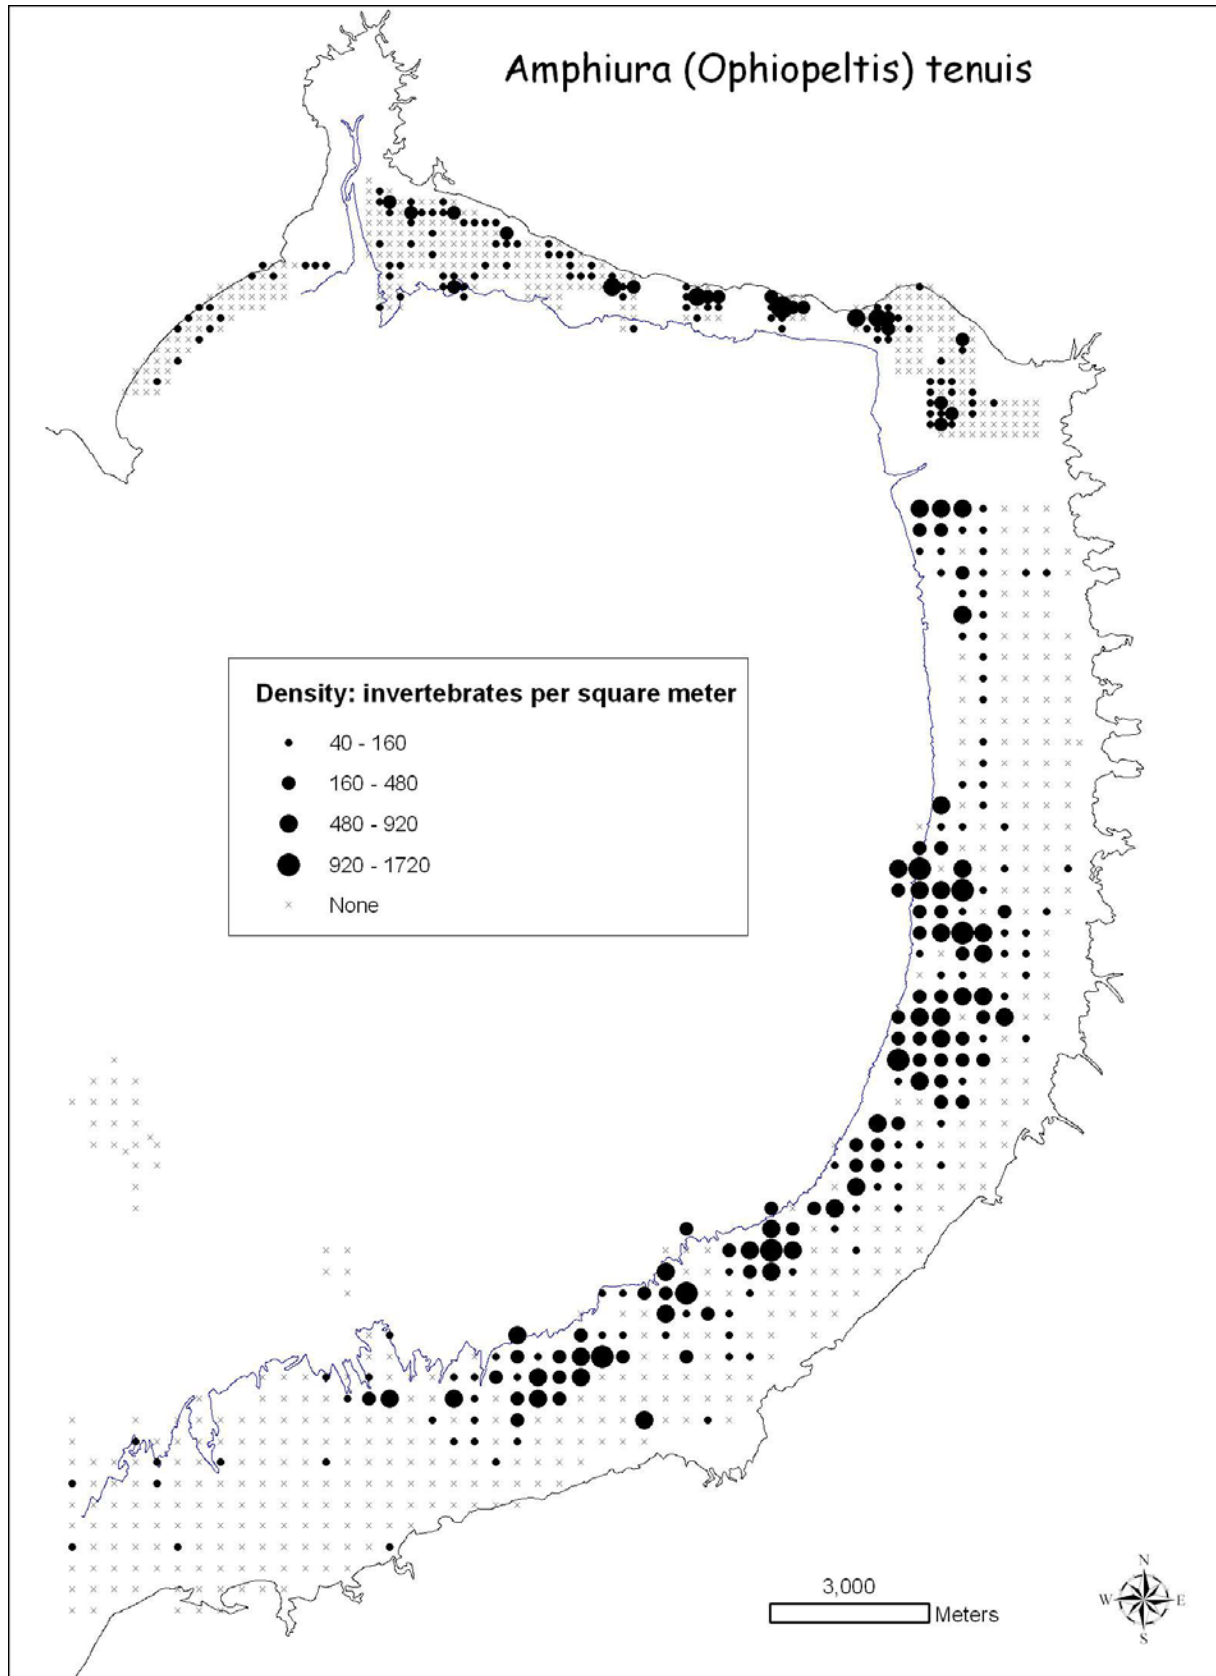 Amphiura (Ophiopeltis) tenuis
Density: invertebrates per square meter
40 - 160
160 - 480
480 - 920
920 - 1720
None
3,000
Meters
N
W E
S